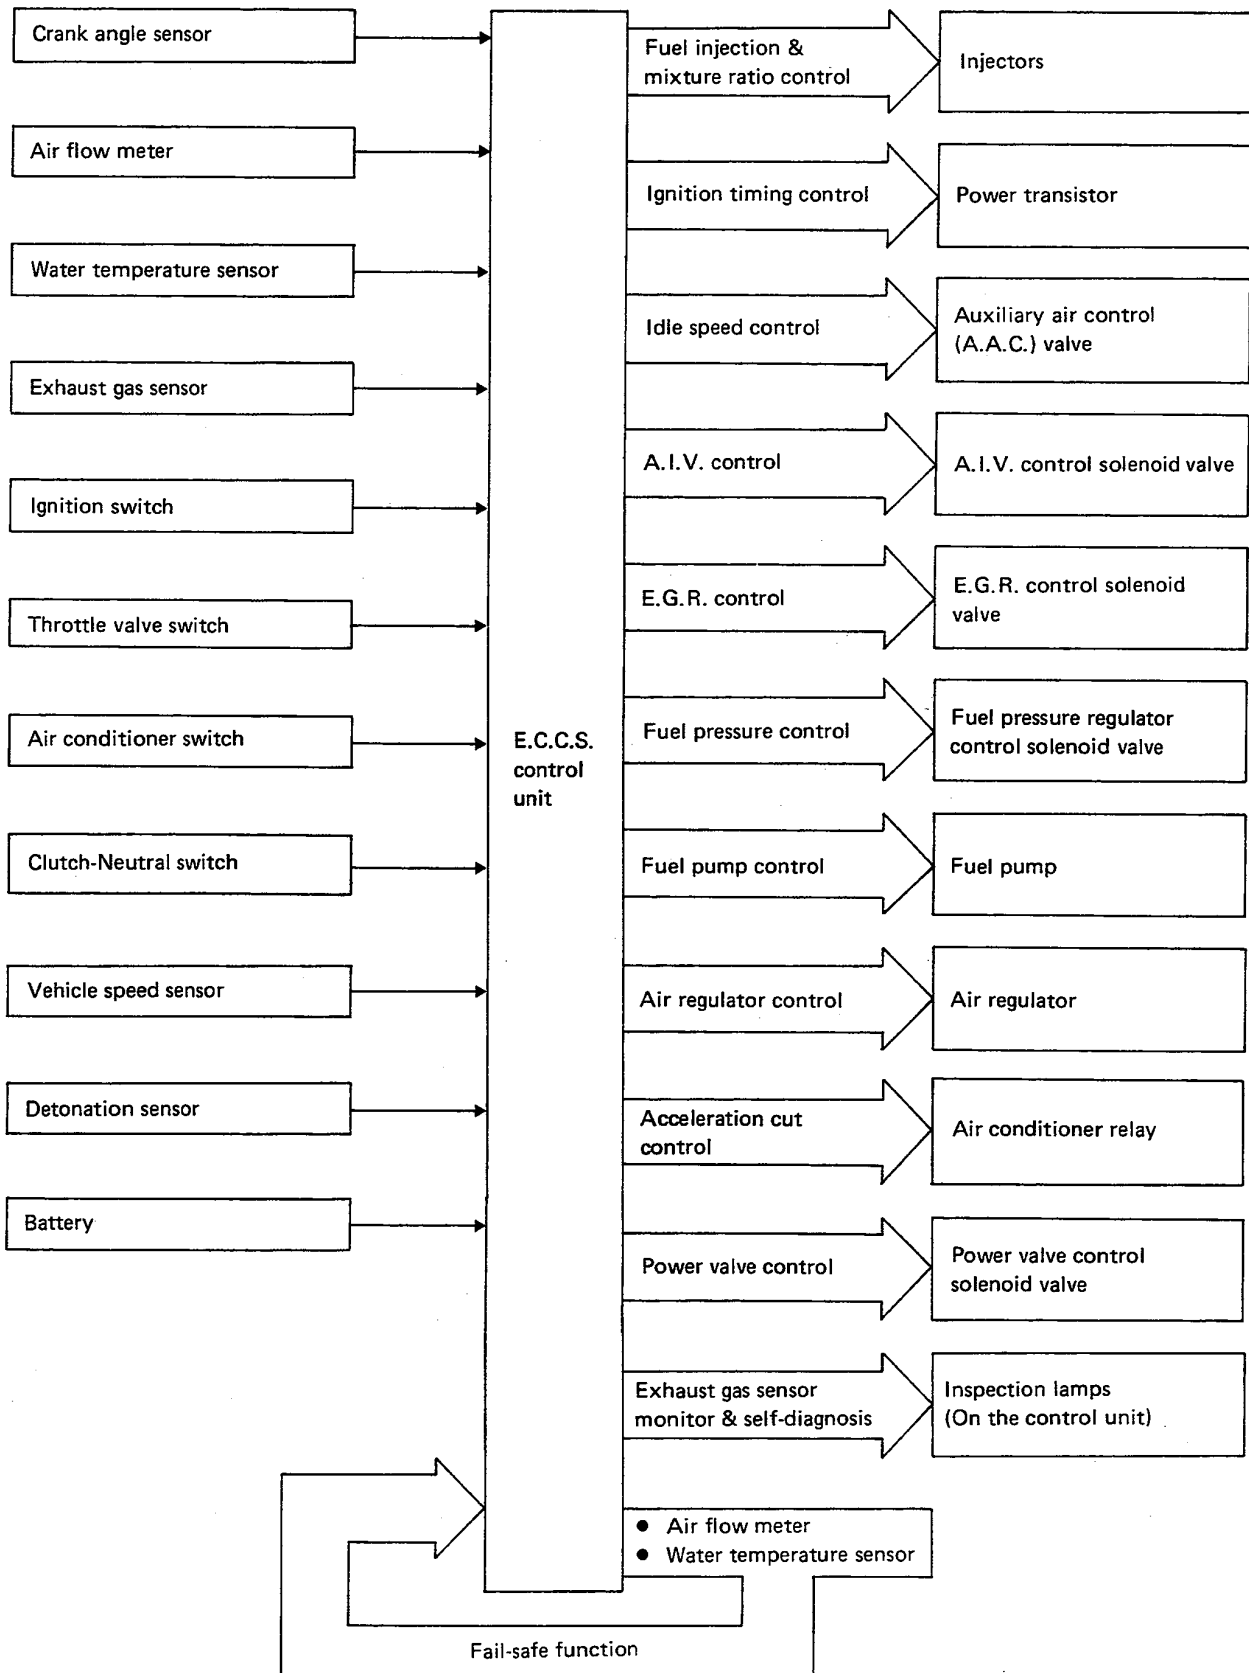 Crank angle sensor
Air flow meter
Water temperature sensor
Exhaust gas sensor
Ignition switch
Throttle valve switch
Air conditioner switch
Clutch-Neutral switch
Vehicle speed sensor
Detonation sensor
Battery
E.C.C.S.
control
unit
Fuel injection &
mixture ratio control
Injectors
Ignition timing control
Power transistor
Idle speed control
Auxiliary air control
(A.A.C.) valve
A.I.V. control
A.I.V. control solenoid valve
E.G.R. control
E.G.R. control solenoid
valve
Fuel pressure control
Fuel pressure regulator
control solenoid valve
Fuel pump control
Fuel pump
Air regulator control
Air regulator
Acceleration cut
control
Air conditioner relay
Power valve control
Power valve control
solenoid valve
Exhaust gas sensor
monitor & self-diagnosis
Inspection lamps
(On the control unit)
● Air flow meter
● Water temperature sensor
Fail-safe function